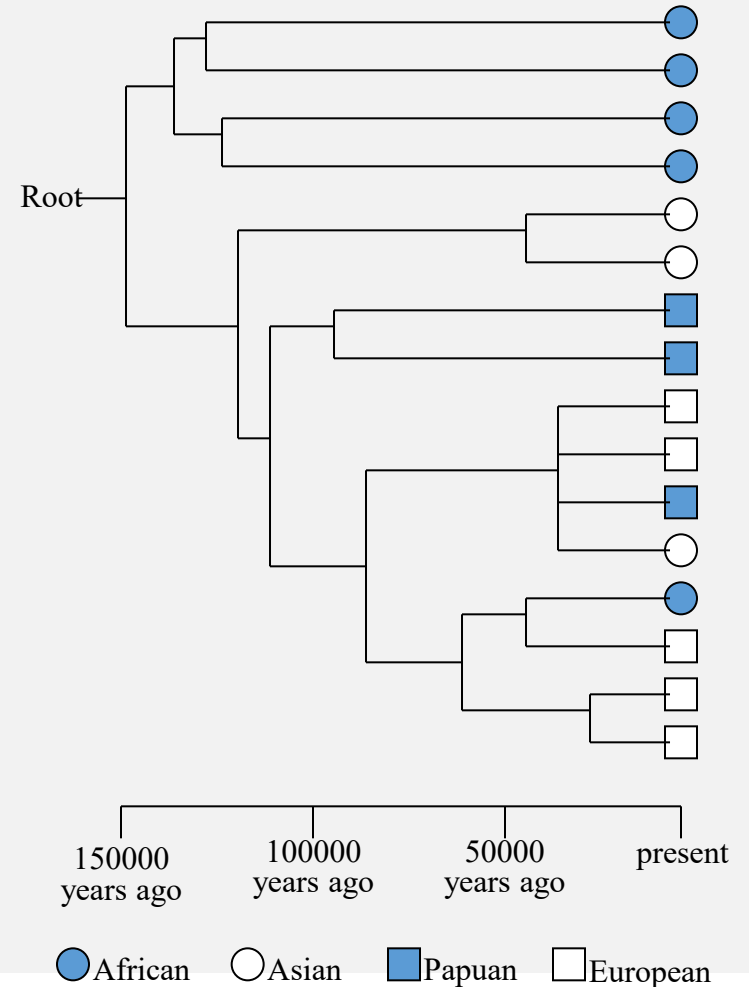 Root
150000
years ago
100000
years ago
50000
years ago
present
African
Asian
Papuan
European